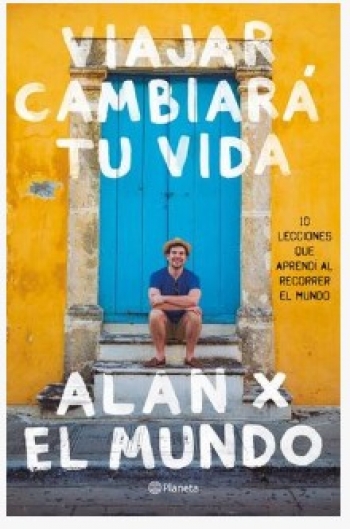 VIAJAR
CAMBIARÁ
TU VIDA
10
LECCIONES
QUE
APRENDÍ AL
RECORRER
EL MUNDO
ALAN X
EL MUNDO
Planeta